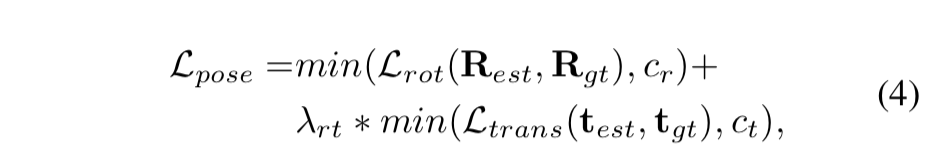 ℒ_pose =min(ℒ_rot(R_est, R_gt), c_r)+
λ_rt * min(ℒ_trans(t_est, t_gt), c_t),
(4)